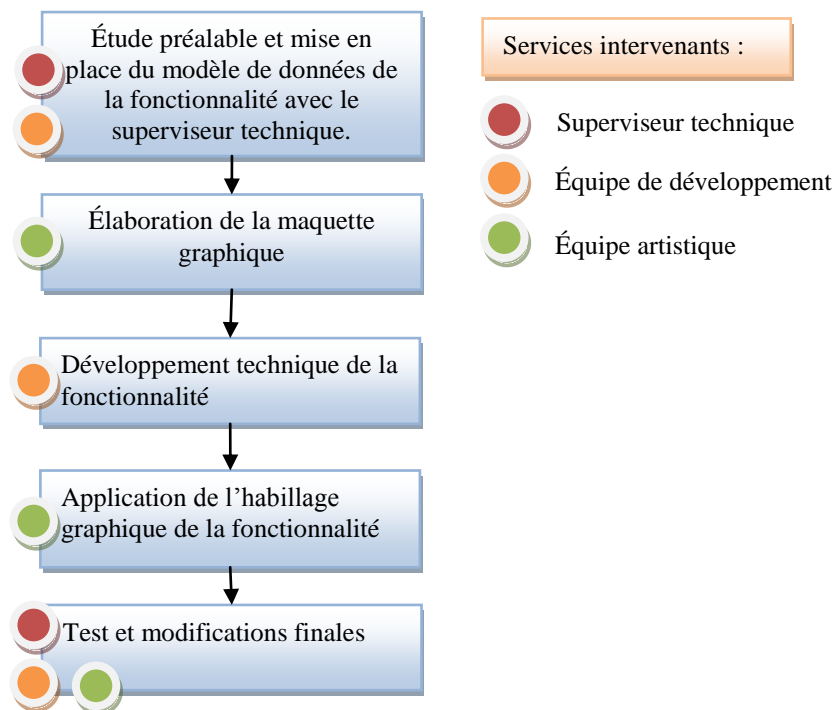 Étude préalable et mise en
place du modèle de données de
la fonctionnalité avec le
superviseur technique.
Élaboration de la maquette
graphique
Développement technique de la
fonctionnalité
Application de l’habillage
graphique de la fonctionnalité
Test et modifications finales
Services intervenants :
Superviseur technique
Équipe de développement
Équipe artistique